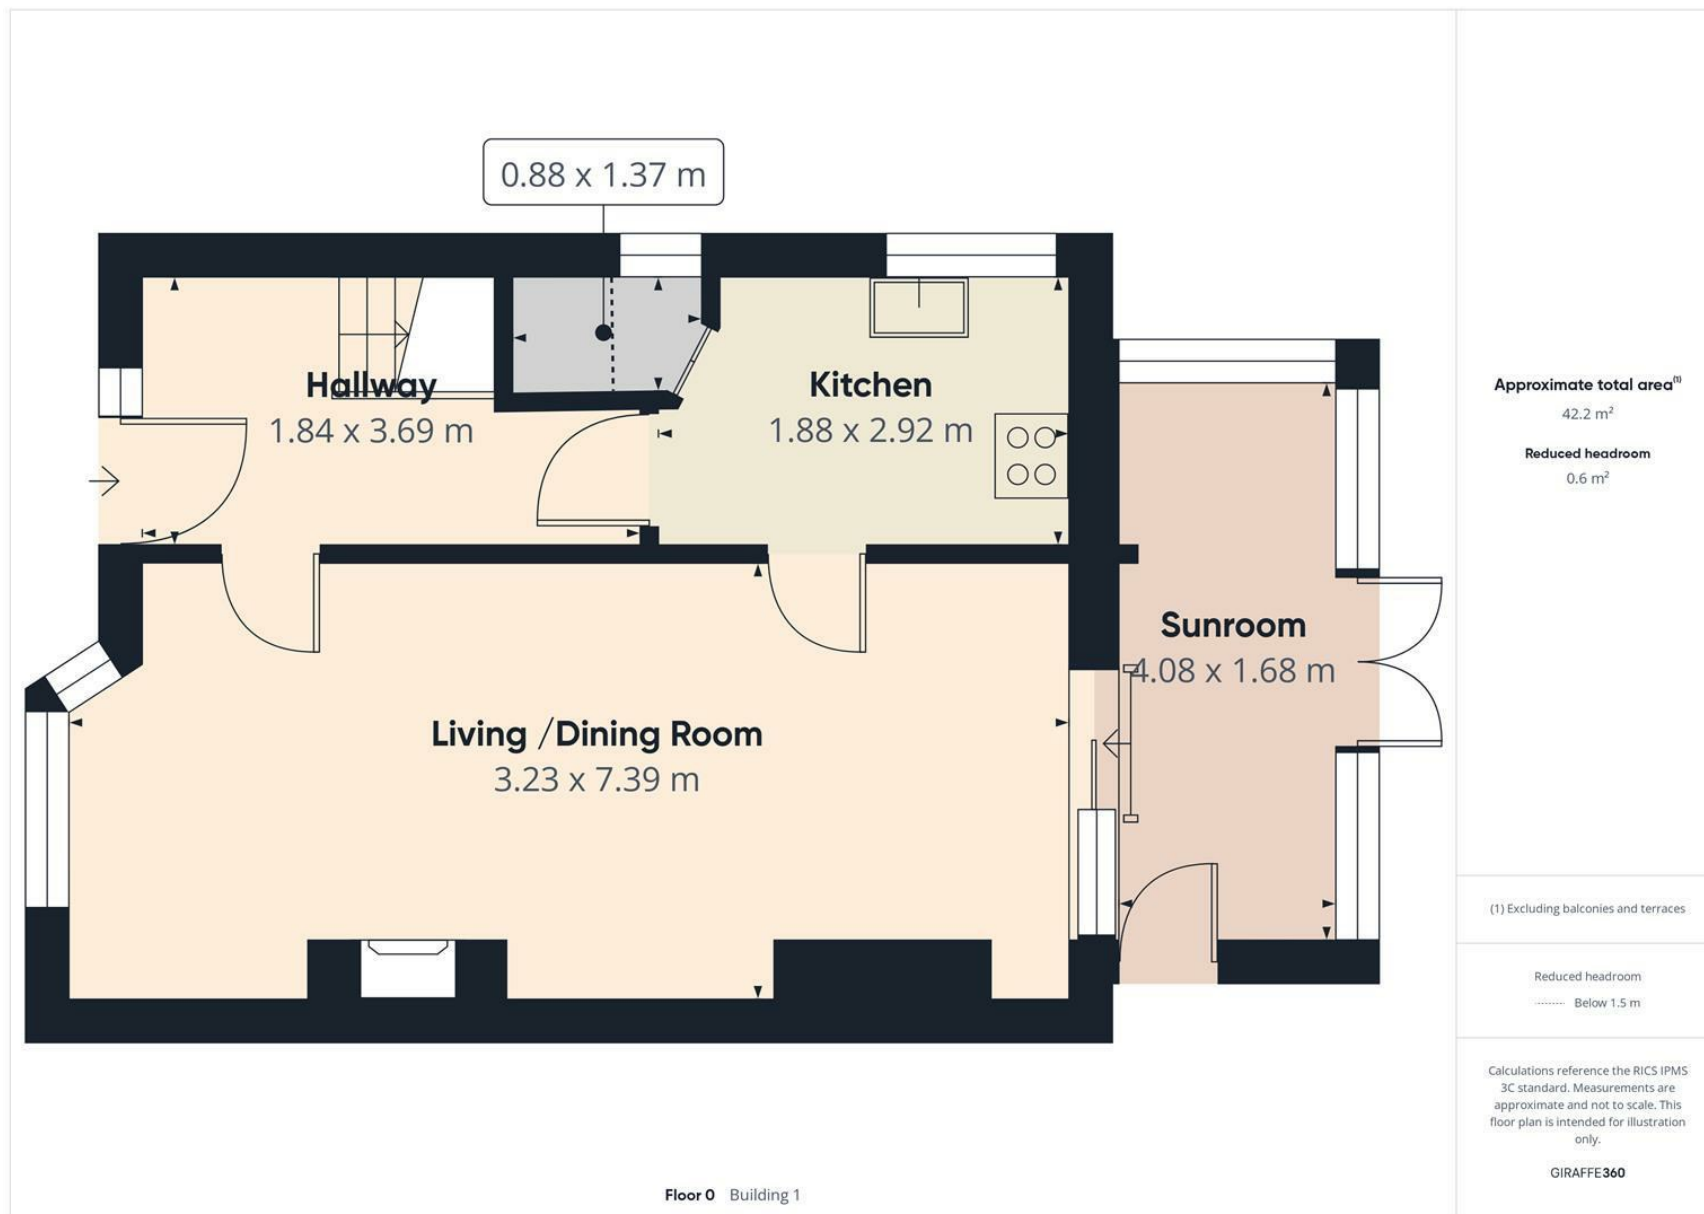 0.88 x 1.37 m
Hallway
1.84 x 3.69 m
Kitchen
1.88 x 2.92 m
Sunroom
4.08 x 1.68 m
Living /Dining Room
3.23 x 7.39 m
Floor 0 Building 1
Approximate total area(1)
42.2 m²
Reduced headroom
0.6 m²
(1) Excluding balconies and terraces
Reduced headroom
Below 1.5 m
Calculations reference the RICS IPMS
3C standard. Measurements are
approximate and not to scale. This
floor plan is intended for illustration
only.
GIRAFFE360